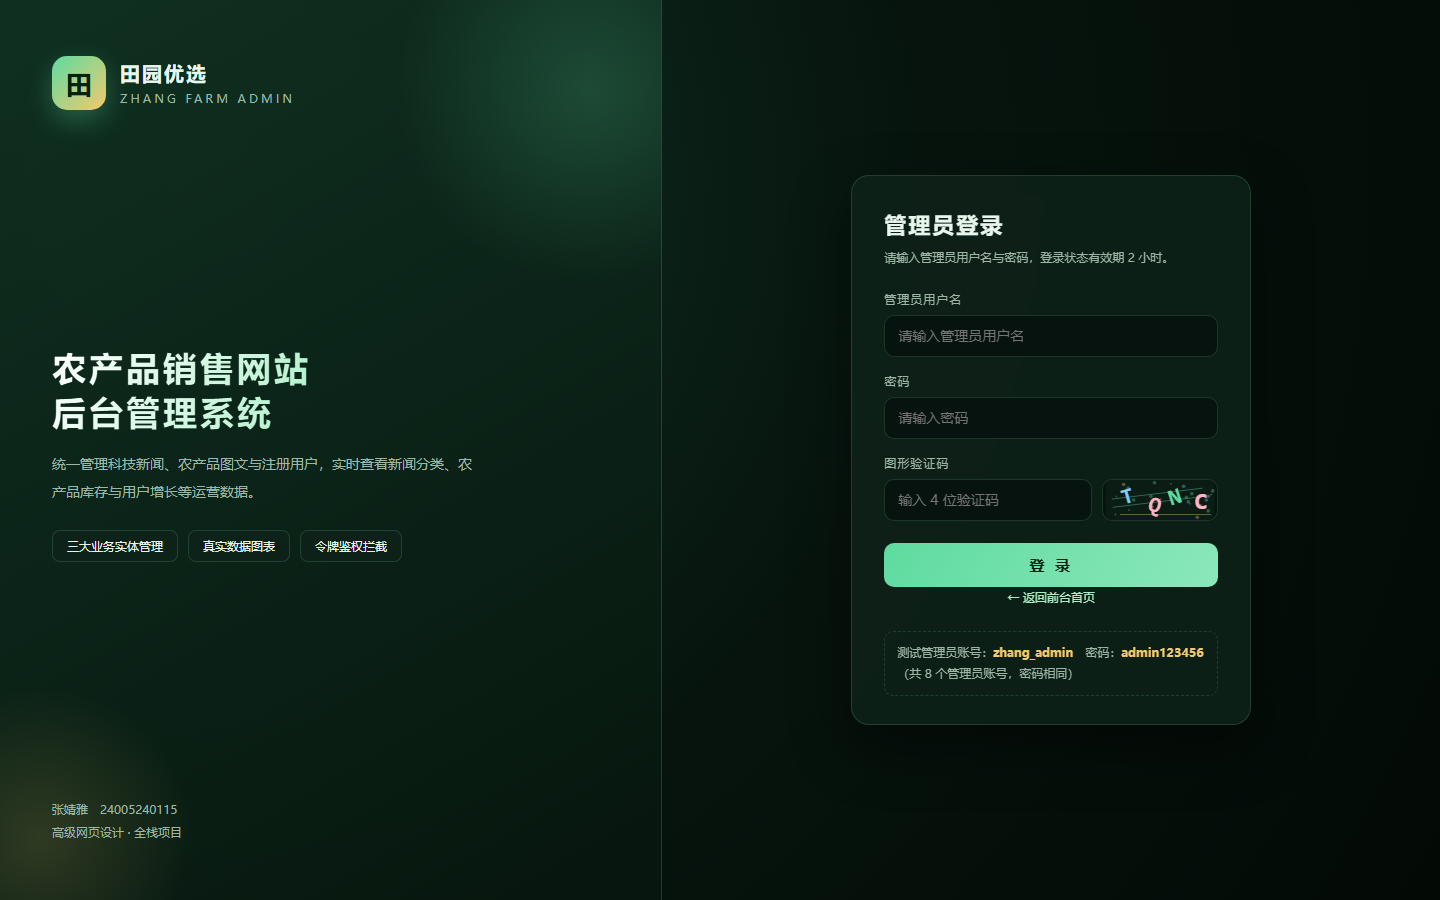 田
田园优选
ZHANG FARM ADMIN
农产品销售网站
后台管理系统
统一管理科技新闻、农产品图文与注册用户，实时查看新闻分类、农
产品库存与用户增长等运营数据。
三大业务实体管理
真实数据图表
令牌鉴权拦截
张婧雅 24005240115
高级网页设计 · 全栈项目
管理员登录
请输入管理员用户名与密码，登录状态有效期 2 小时。
管理员用户名
请输入管理员用户名
密码
请输入密码
图形验证码
输入 4 位验证码
T Q N C
登 录
← 返回前台首页
测试管理员账号：zhang_admin 密码：admin123456
（共 8 个管理员账号，密码相同）